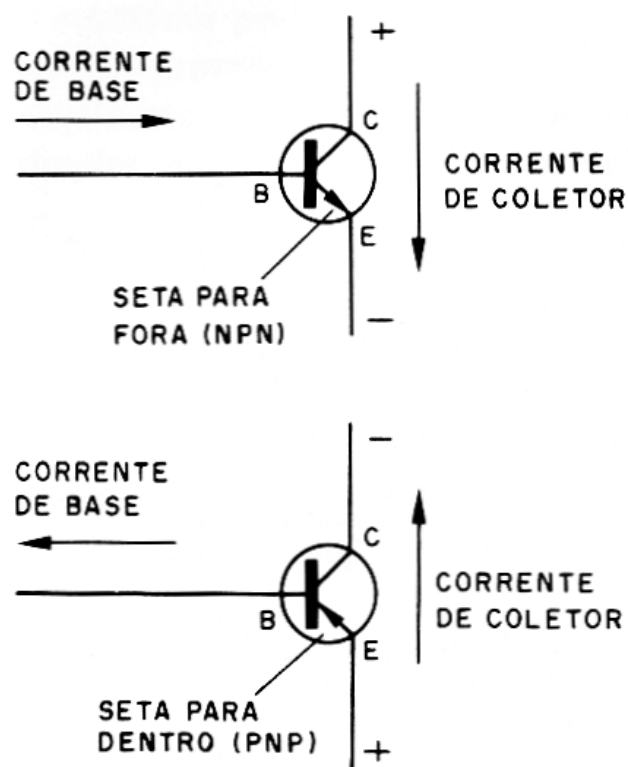 +
CORRENTE
DE BASE
C
CORRENTE
DE COLETOR
B
E
SETA PARA
FORA (NPN)
−
−
CORRENTE
DE BASE
C
CORRENTE
DE COLETOR
B
E
SETA PARA
DENTRO (PNP)
+